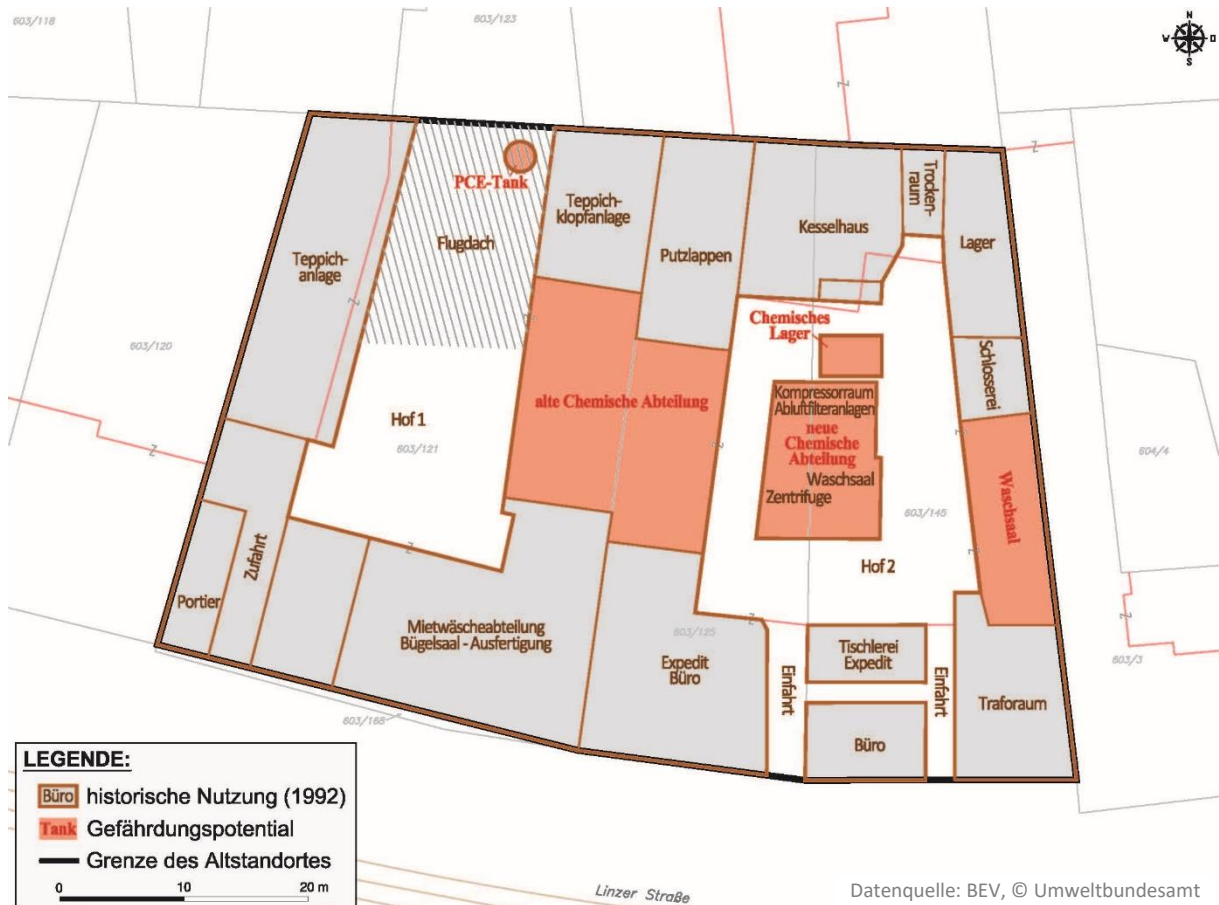 603/118
603/123
N
W
O
S
PCE-Tank
Teppich-
klopfanlage
Trocken-
raum
Kesselhaus
Flugdach
Putzlappen
Lager
Teppich-
anlage
Z
Z
Z
603/120
Chemisches
Lager
Schlosserei
alte Chemische Abteilung
Kompressorraum
Abluftfilteranlagen
neue
Chemische
Abteilung
Waschsaal
Zentrifuge
Hof 1
603/121
Z
Z
Z
604/4
Waschsaal
603/145
Z
Z
Hof 2
Zufahrt
Portier
Mietwäscheabteilung
Bügelsaal - Ausfertigung
603/125
Z
Expedit
Büro
Einfahrt
Tischlerei
Expedit
Einfahrt
603/3
Traforaum
Büro
603/165
LEGENDE:
Büro historische Nutzung (1992)
Tank Gefährdungspotential
Grenze des Altstandortes
0 10 20 m
Linzer Straße
Datenquelle: BEV, © Umweltbundesamt